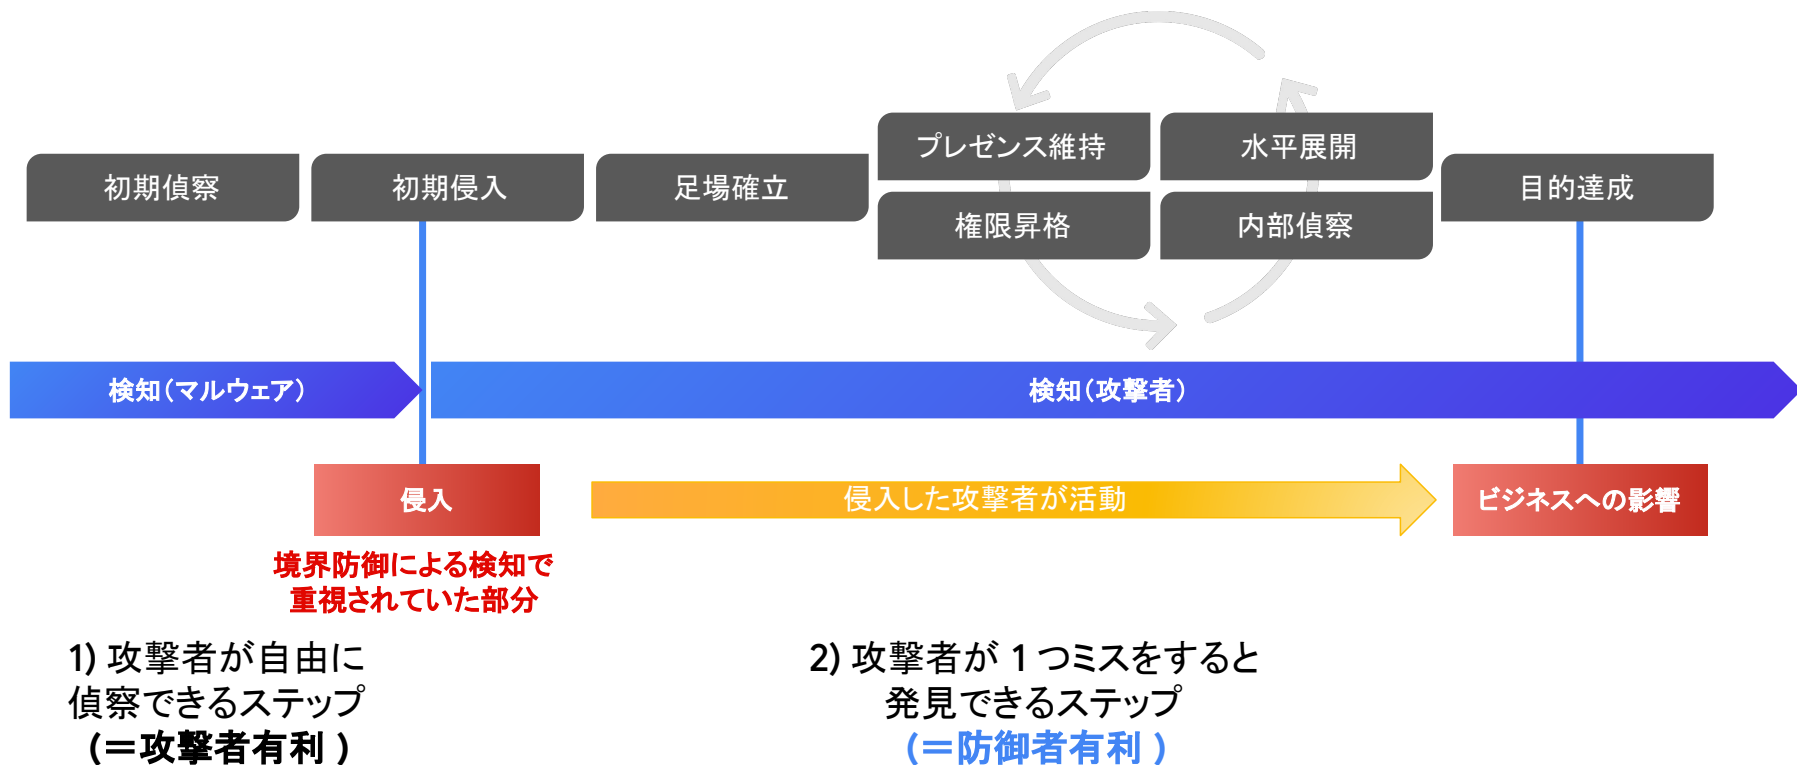 プレゼンス維持
水平展開
初期偵察
初期侵入
足場確立
目的達成
権限昇格
内部偵察
検知（マルウェア）
検知（攻撃者）
侵入
侵入した攻撃者が活動
ビジネスへの影響
境界防御による検知で
重視されていた部分
1) 攻撃者が自由に
偵察できるステップ
(＝攻撃者有利 )
2) 攻撃者が 1 つミスをすると
発見できるステップ
(＝防御者有利 )